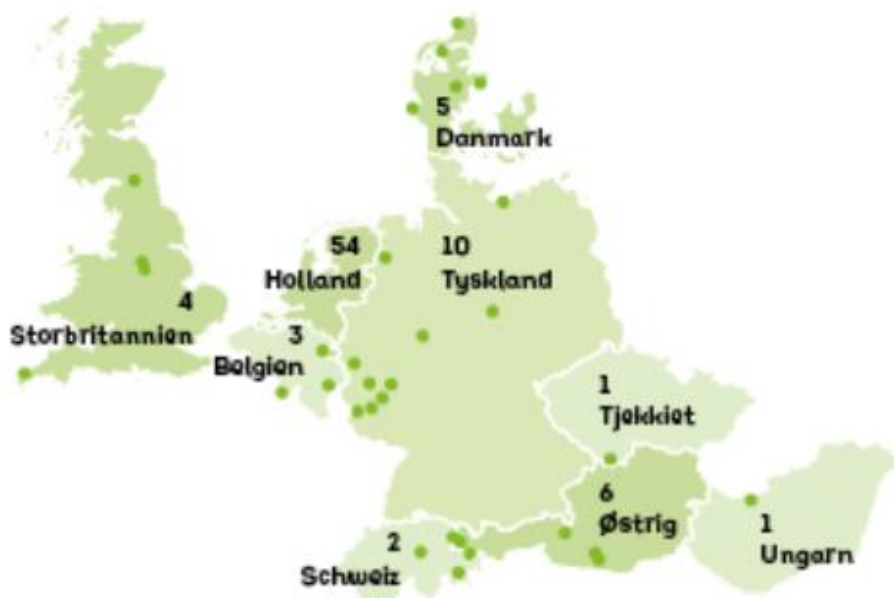 5
Danmark
54
Holland
10
Tyskland
4
Storbritannien
3
Belgien
1
Tjekkiet
6
Østrig
1
Ungarn
2
Schweiz